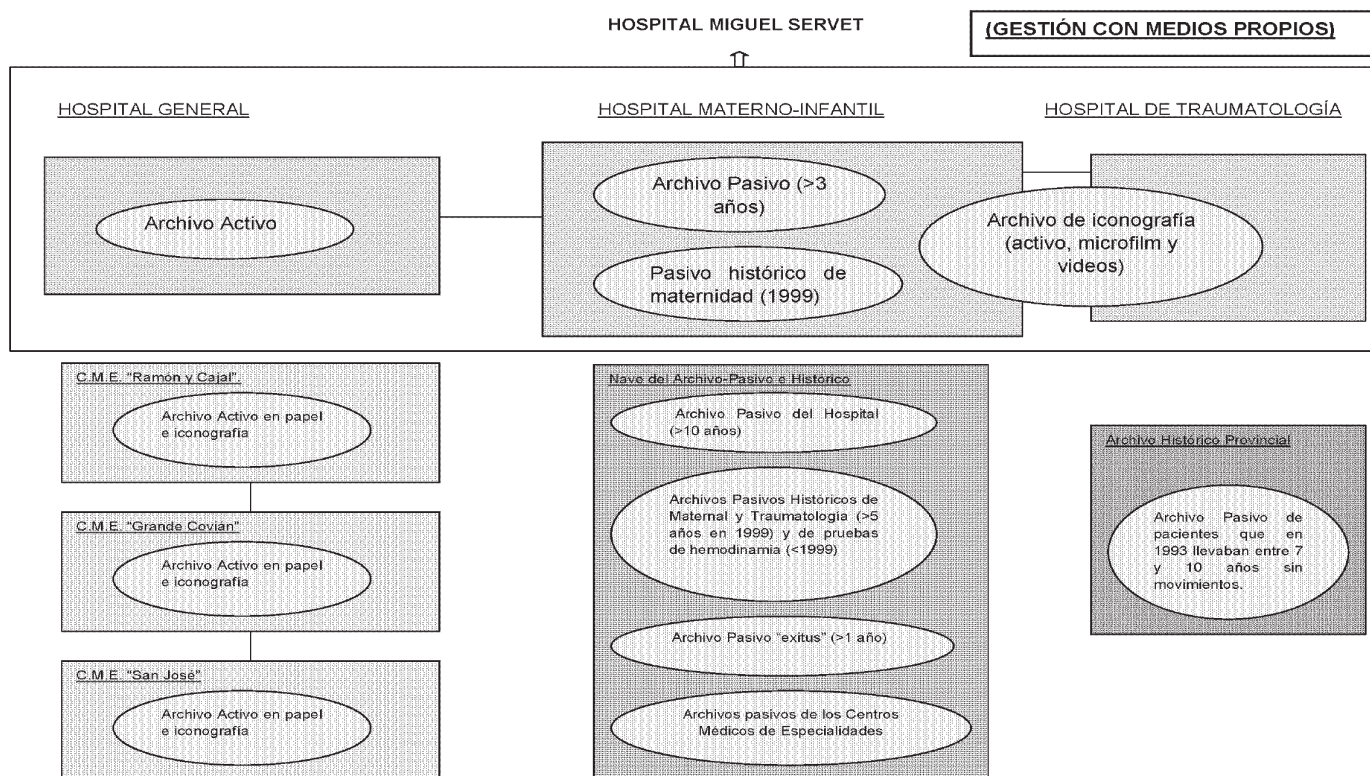 HOSPITAL MIGUEL SERVET
(GESTIÓN CON MEDIOS PROPIOS)
HOSPITAL GENERAL
HOSPITAL MATERNO-INFANTIL
HOSPITAL DE TRAUMATOLOGÍA
Archivo Activo
Archivo Pasivo (>3
años)
Pasivo histórico de
maternidad (1999)
Archivo de iconografía
(activo, microfilm y
videos)
C.M.E. "Ramón y Cajal".
Archivo Activo en papel
e iconografía
C.M.E. "Grande Covián"
Archivo Activo en papel
e iconografía
C.M.E. "San José"
Archivo Activo en papel
e iconografía
Nave del Archivo-Pasivo e Histórico
Archivo Pasivo del Hospital
(>10 años)
Archivos Pasivos Históricos de
Maternal y Traumatología (>5
años en 1999) y de pruebas
de hemodinamia (<1999)
Archivo Pasivo "exitus" (>1 año)
Archivos pasivos de los Centros
Médicos de Especialidades
Archivo Histórico Provincial
Archivo Pasivo de
pacientes que en
1993 llevaban entre 7
y 10 años sin
movimientos.